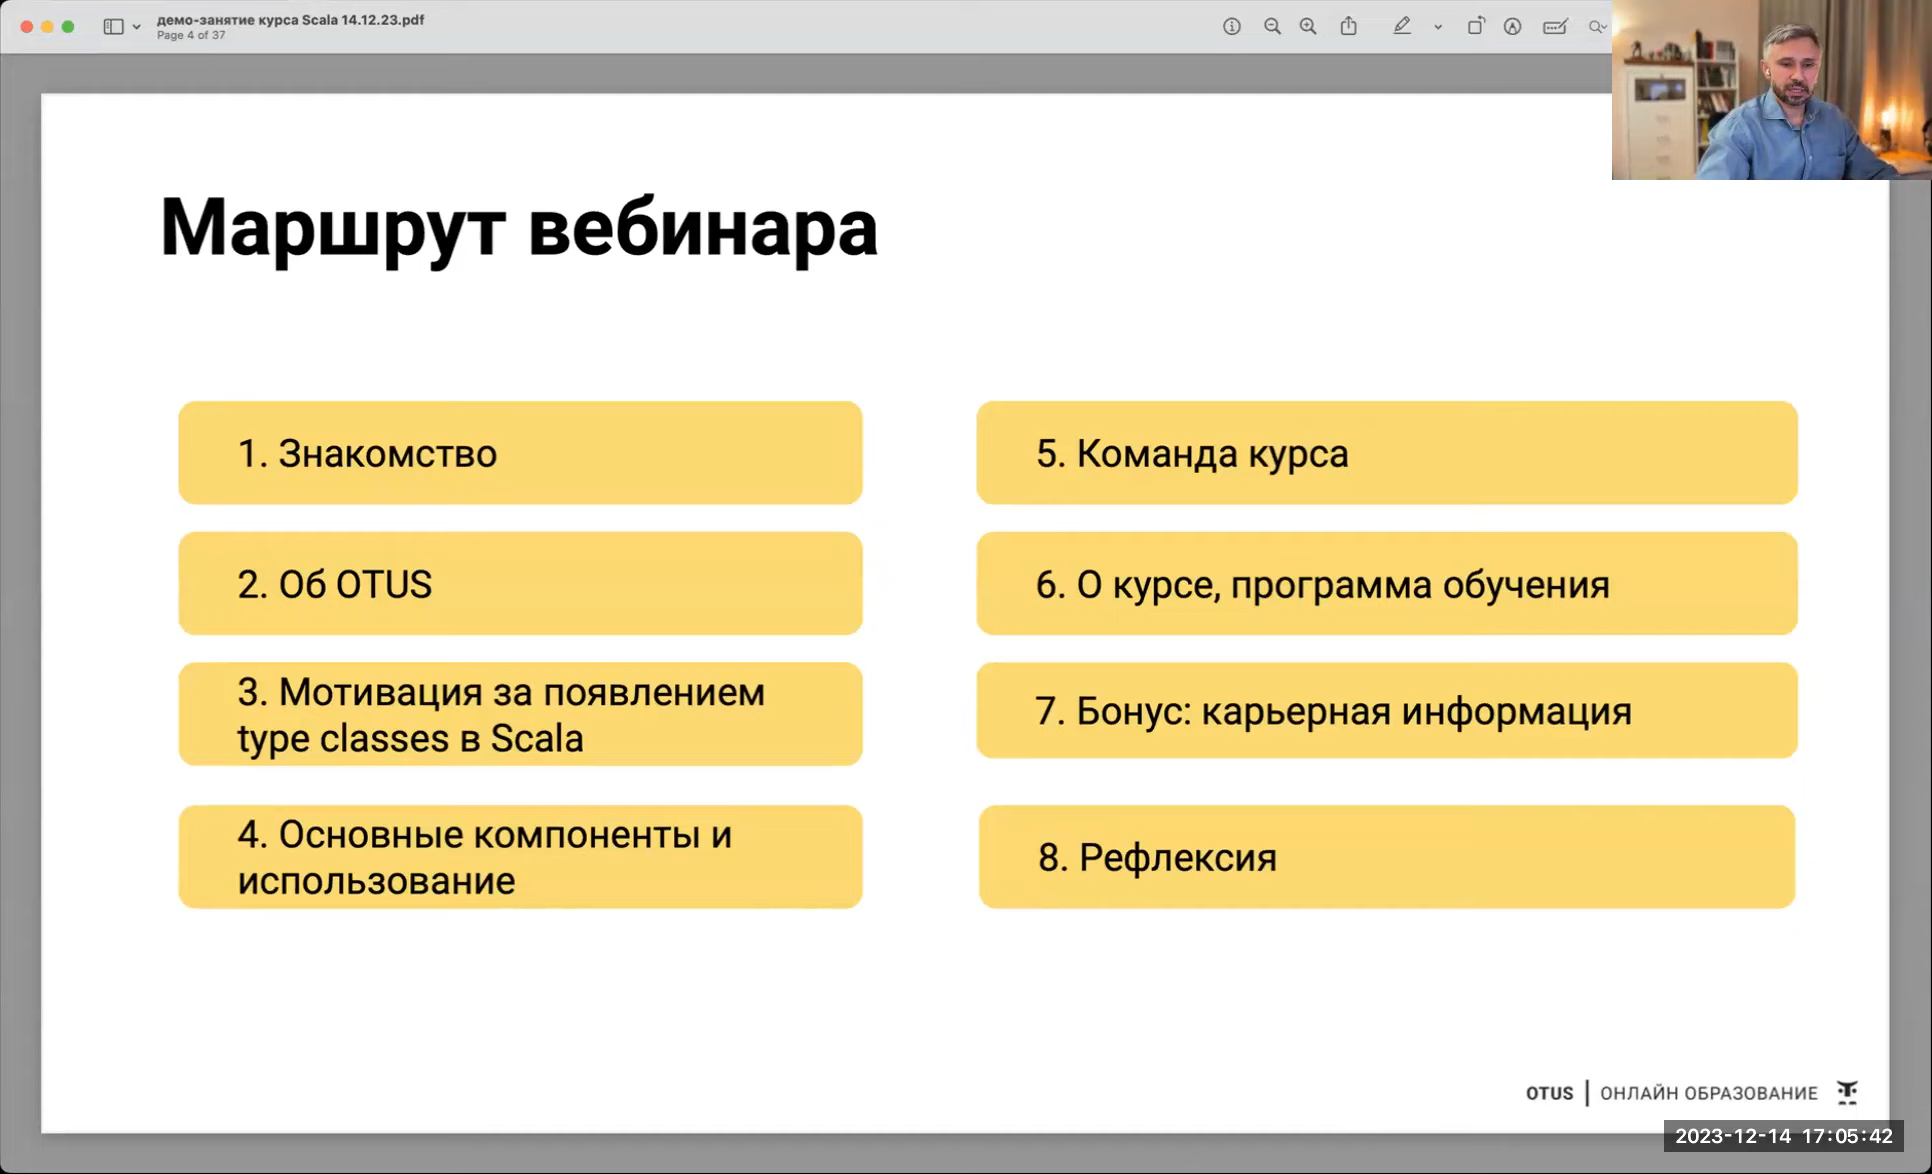 демо-занятие курса Scala 14.12.23.pdf
Page 4 of 37
Маршрут вебинара
1. Знакомство
2. Об OTUS
3. Мотивация за появлением
type classes в Scala
4. Основные компоненты и
использование
5. Команда курса
6. О курсе, программа обучения
7. Бонус: карьерная информация
8. Рефлексия
OTUS | ОНЛАЙН ОБРАЗОВАНИЕ
2023-12-14 17:05:42